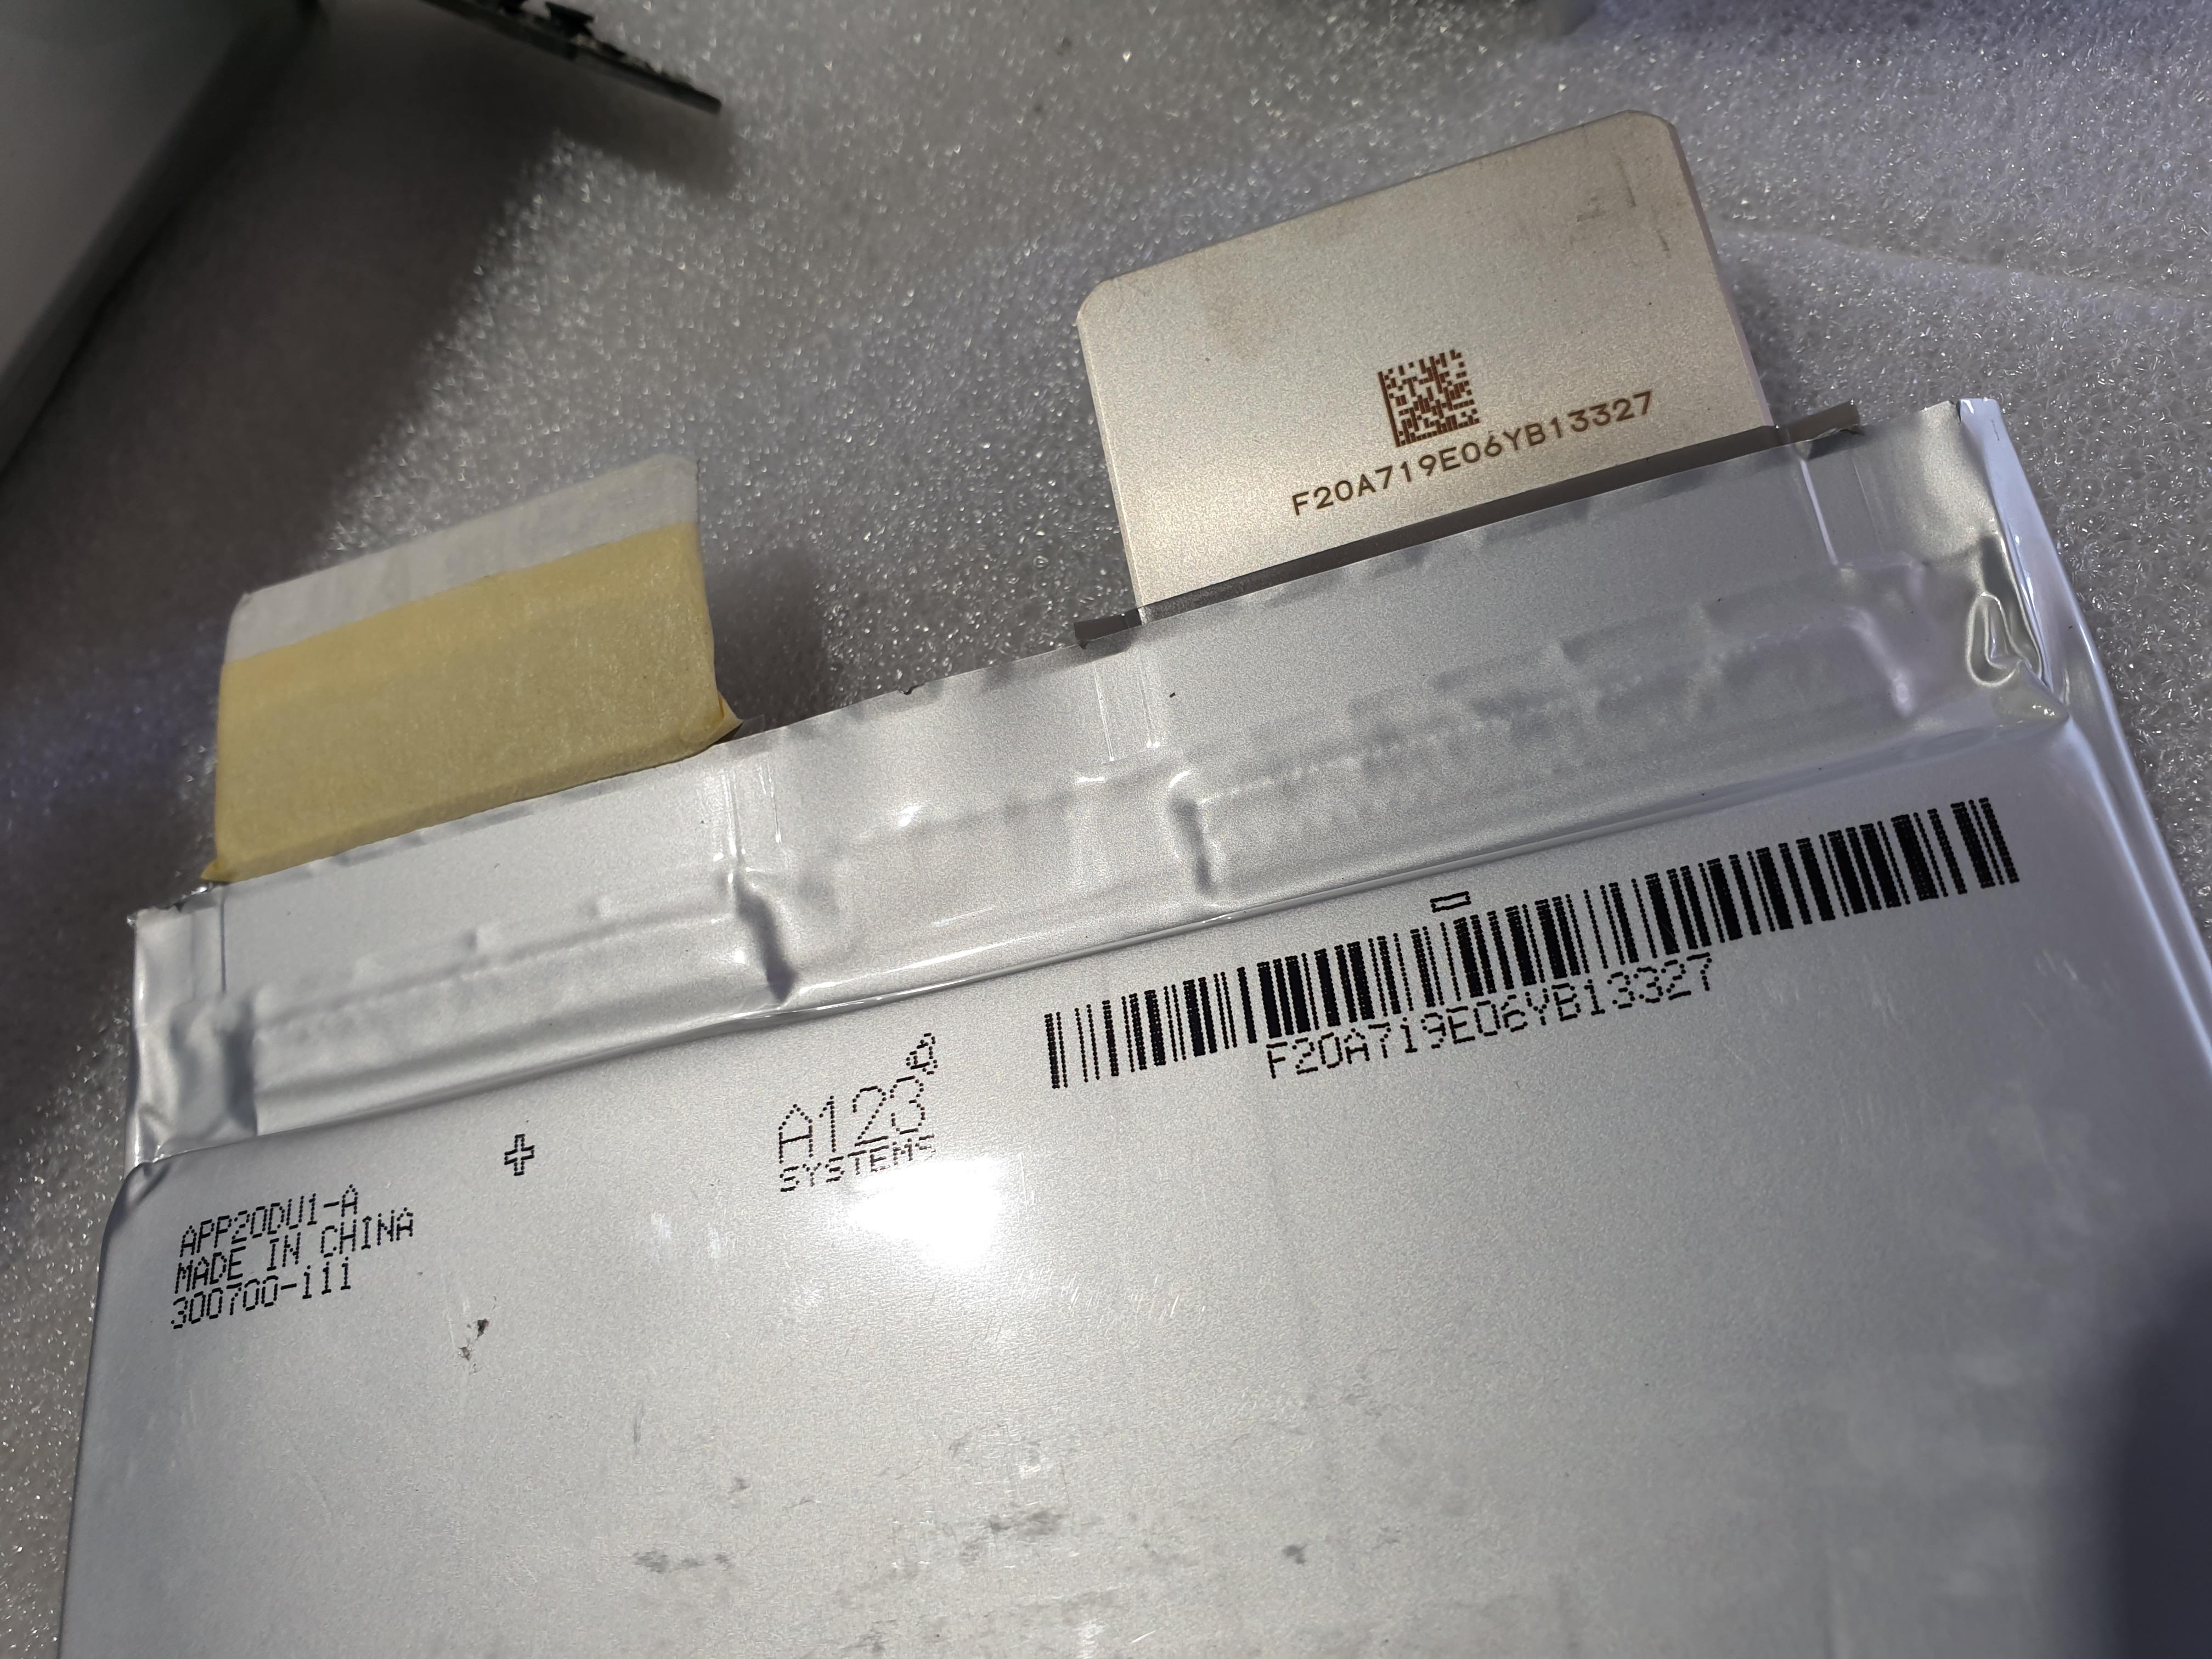 F20A719E06YB13327
F20A719E06YB13327
A123
SYSTEMS
APP20DU1-A
MADE IN CHINA
300700-111